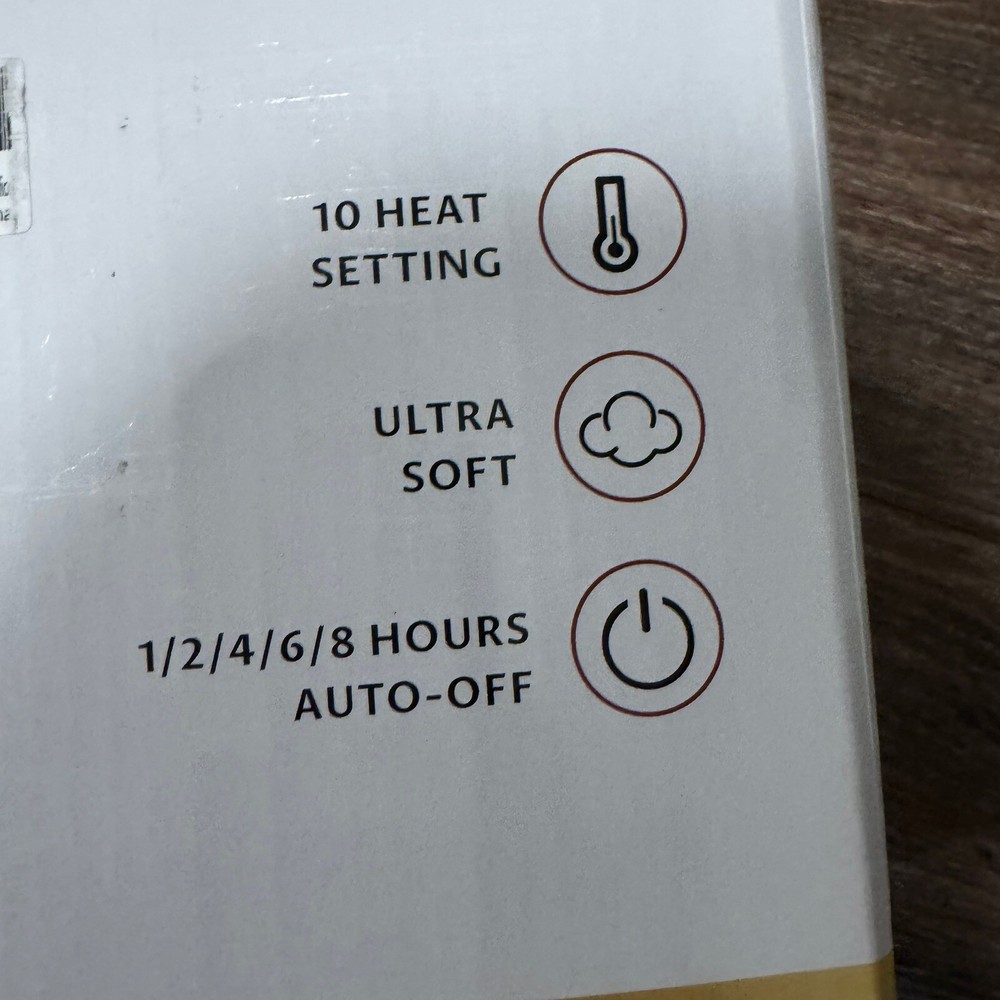 10 HEAT
SETTING
ULTRA
SOFT
1/2/4/6/8 HOURS
AUTO-OFF